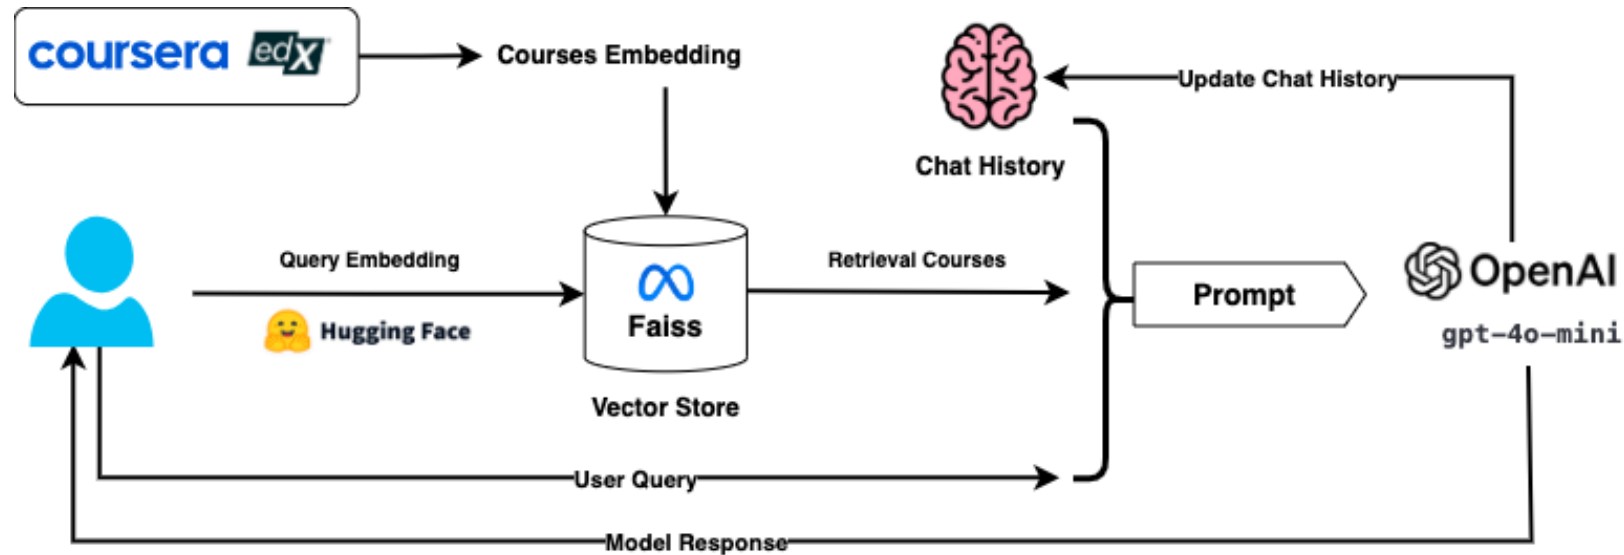 coursera edX
Courses Embedding
Update Chat History
Chat History
Query Embedding
Hugging Face
Faiss
Vector Store
Retrieval Courses
Prompt
OpenAI
gpt-4o-mini
User Query
Model Response